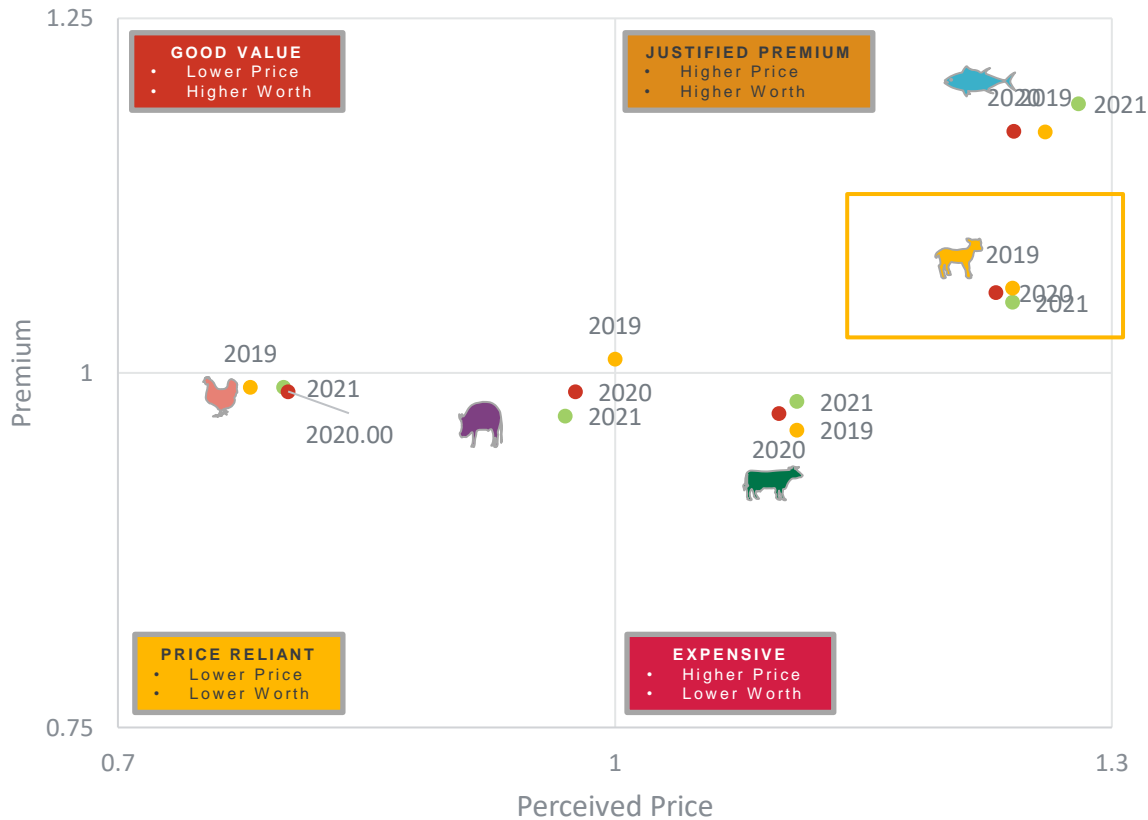 1.25
GOOD VALUE
• Lower Price
• Higher Worth
JUSTIFIED PREMIUM
• Higher Price
• Higher Worth
2020
2019
2021
2019
2020
2021
2019
1
2019
2021
2020.00
2020
2021
2021
2019
2020
Premium
PRICE RELIANT
• Lower Price
• Lower Worth
EXPENSIVE
• Higher Price
• Lower Worth
0.75
0.7
1
1.3
Perceived Price